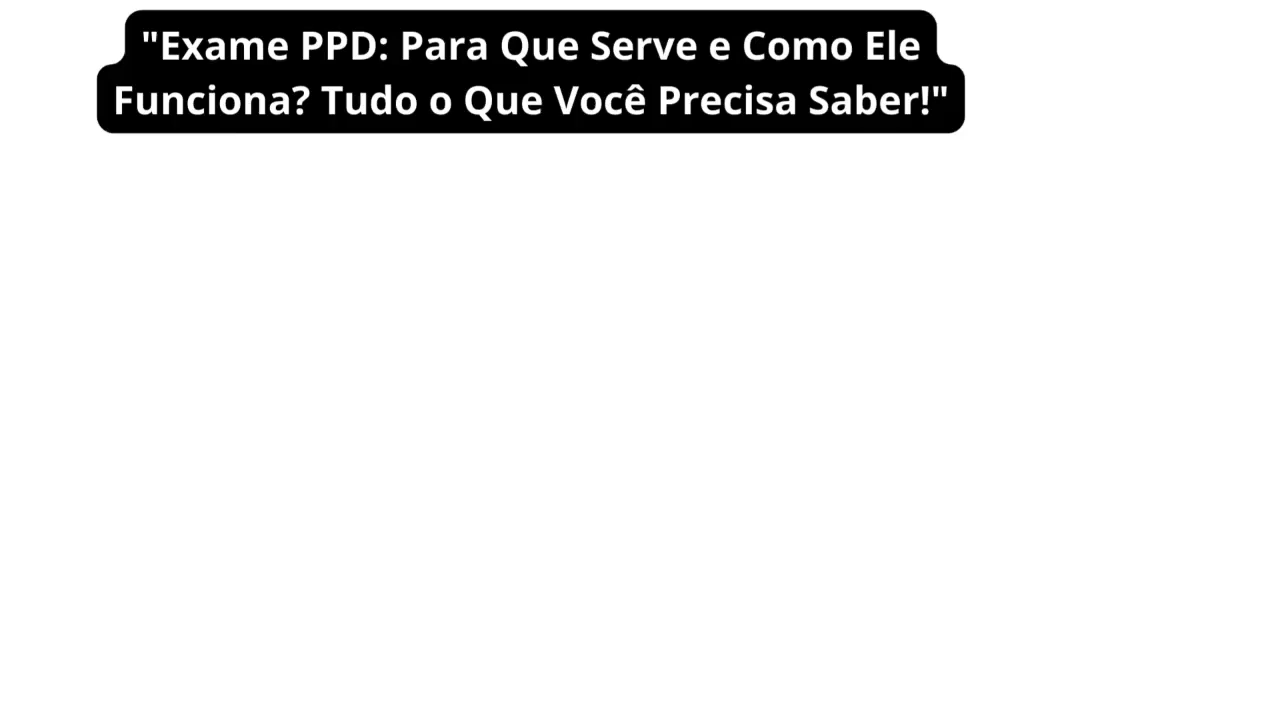 "Exame PPD: Para Que Serve e Como Ele
Funciona? Tudo o Que Você Precisa Saber!"